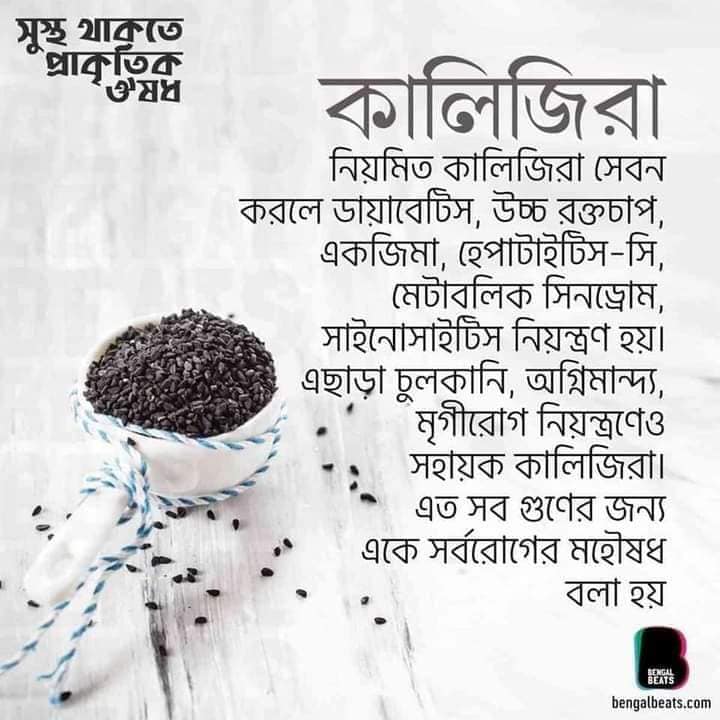 সুস্থ থাকতে
প্রাকৃতিক
ঔষধ
কালিজিরা
নিয়মিত কালিজিরা সেবন
করলে ডায়াবেটিস, উচ্চ রক্তচাপ,
একজিমা, হেপাটাইটিস-সি,
মেটাবলিক সিনড্রোম,
সাইনোসাইটিস নিয়ন্ত্রণ হয়।
এছাড়া চুলকানি, অগ্নিমান্দ্য,
মৃগীরোগ নিয়ন্ত্রণেও
সহায়ক কালিজিরা।
এত সব গুণের জন্য
একে সর্বরোগের মহৌষধ
বলা হয়
BENGAL
BEATS
bengalbeats.com